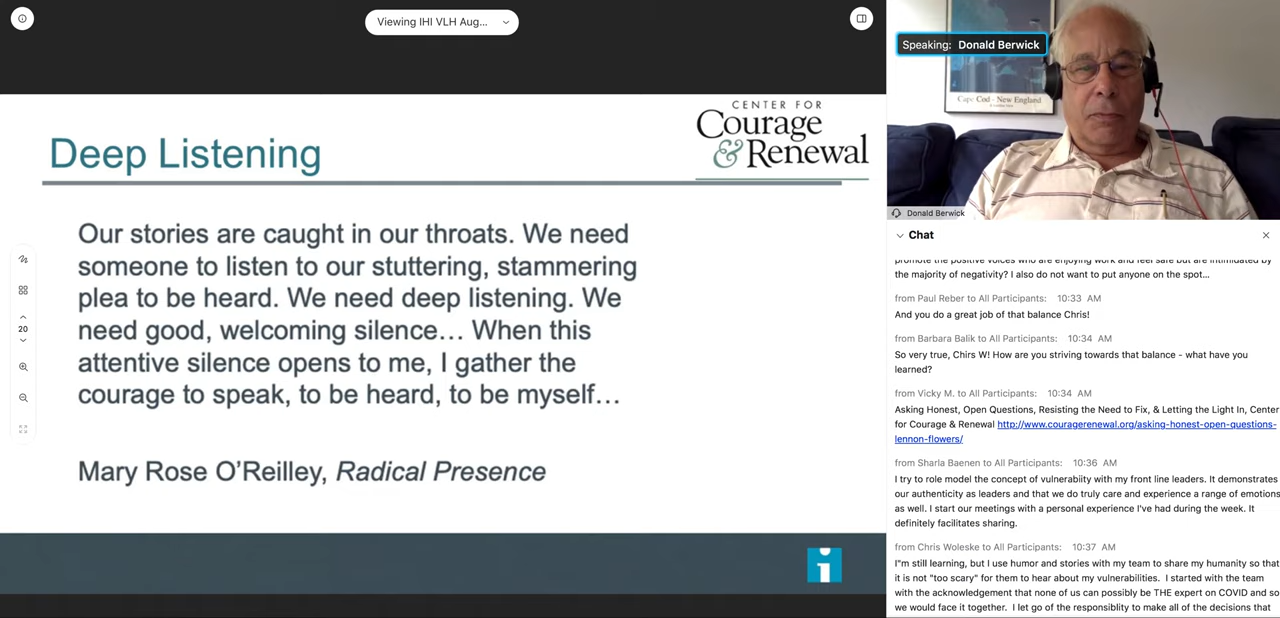 Viewing IHI VLH Aug...
CENTER FOR
Courage
& Renewal
Deep Listening
Our stories are caught in our throats. We need
someone to listen to our stuttering, stammering
plea to be heard. We need deep listening. We
need good, welcoming silence… When this
attentive silence opens to me, I gather the
courage to speak, to be heard, to be myself…
Mary Rose O'Reilley, Radical Presence
20
i
Speaking: Donald Berwick
Cape Cod - New England
Donald Berwick
Chat
promote the positive voices who are enjoying work and feel safe but are intimidated by
the majority of negativity? I also do not want to put anyone on the spot...
from Paul Reber to All Participants: 10:33 AM
And you do a great job of that balance Chris!
from Barbara Balik to All Participants: 10:34 AM
So very true, Chirs W! How are you striving towards that balance - what have you
learned?
from Vicky M. to All Participants: 10:34 AM
Asking Honest, Open Questions, Resisting the Need to Fix, & Letting the Light In, Center
for Courage & Renewal http://www.couragerenewal.org/asking-honest-open-questions-
lennon-flowers/
from Sharla Baenen to All Participants: 10:36 AM
I try to role model the concept of vulnerabiity with my front line leaders. It demonstrates
our authenticity as leaders and that we do truly care and experience a range of emotions
as well. I start our meetings with a personal experience I've had during the week. It
definitely facilitates sharing.
from Chris Woleske to All Participants: 10:37 AM
I"m still learning, but I use humor and stories with my team to share my humanity so that
it is not "too scary" for them to hear about my vulnerabilities. I started with the team
with the acknowledgement that none of us can possibly be THE expert on COVID and so
we would face it together. I let go of the responsiblity to make all of the decisions that